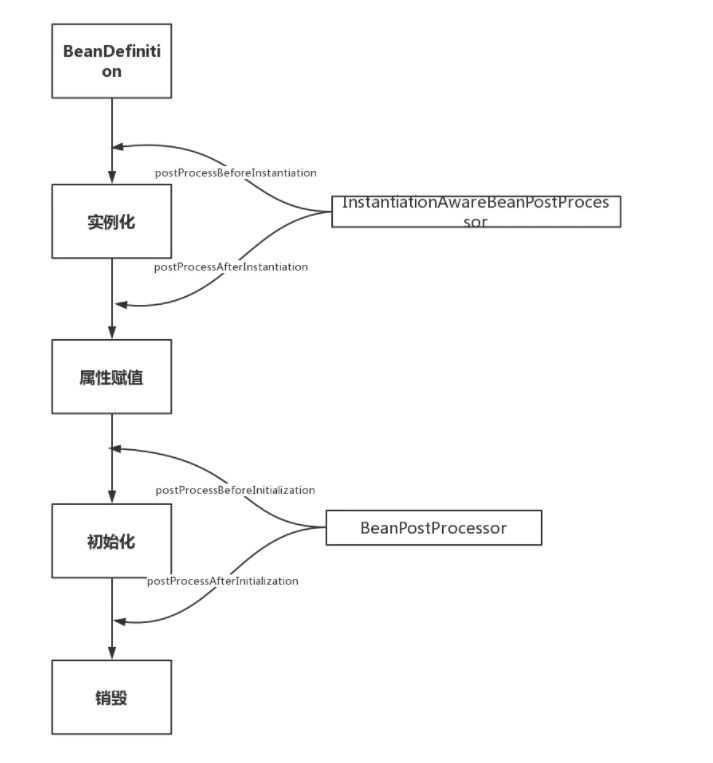 BeanDefiniti
on
postProcessBeforeInstantiation
实例化
InstantiationAwareBeanPostProces
sor
postProcessAfterInstantiation
属性赋值
postProcessBeforeInitialization
初始化
BeanPostProcessor
postProcessAfterInitialization
销毁